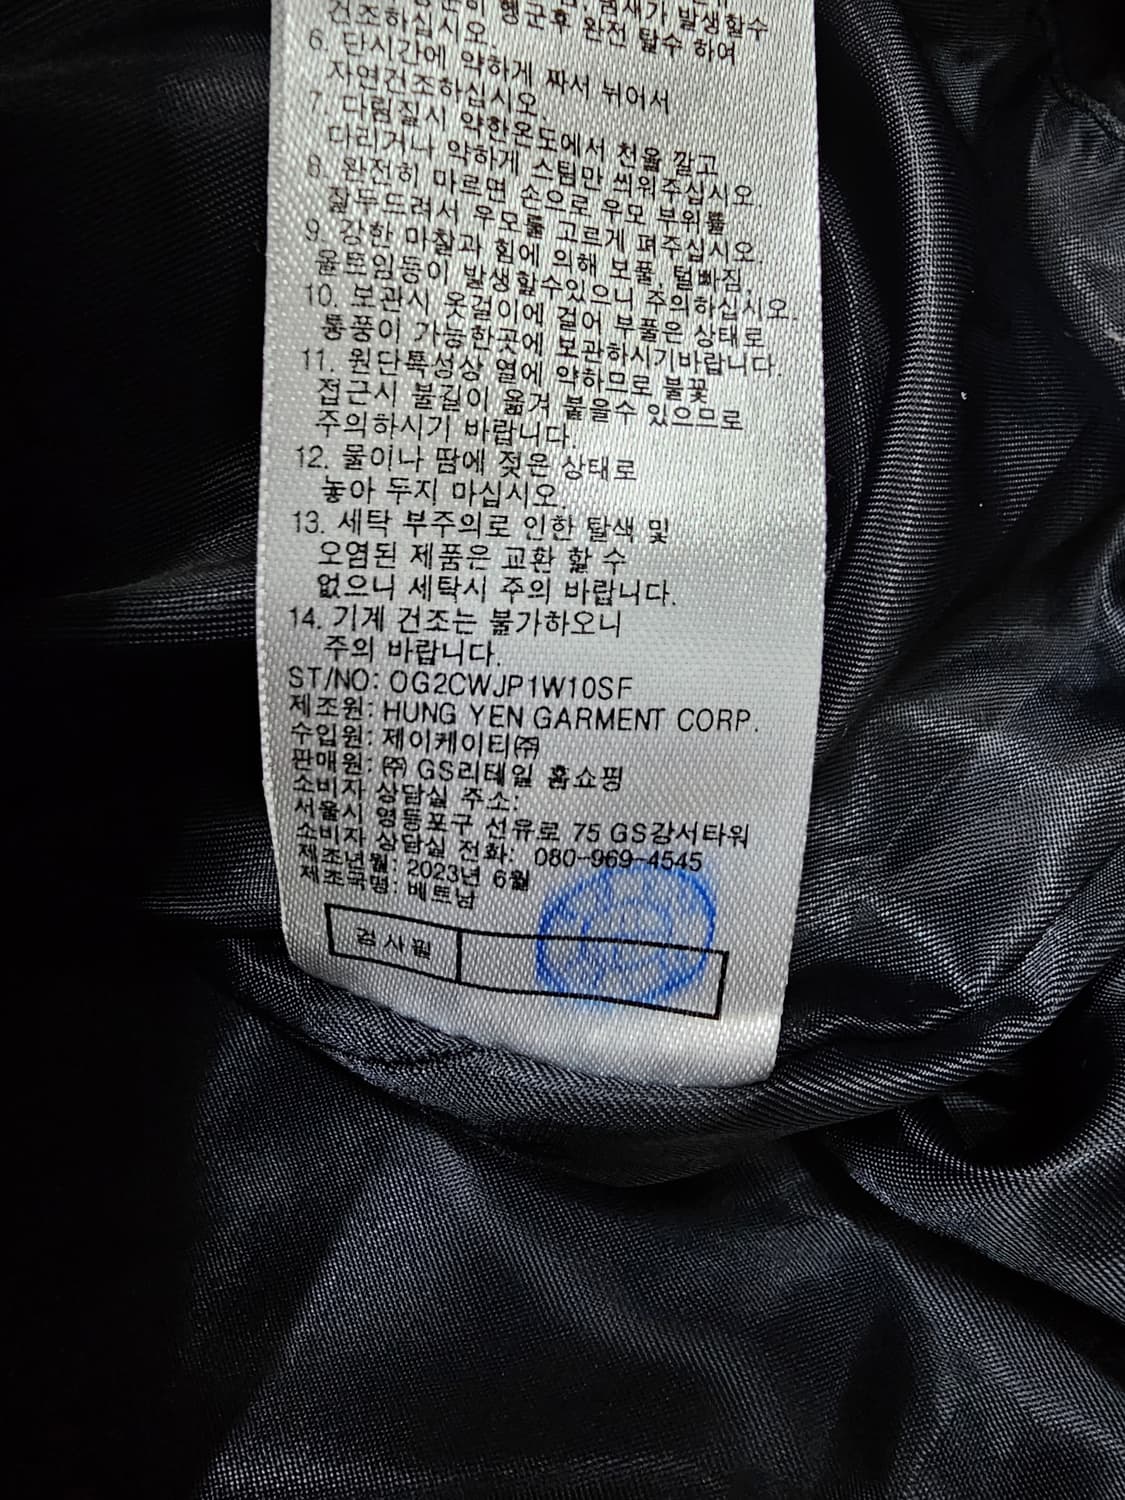 헹군후 완전 탈수 하여
건조하십시오.
6. 단시간에 약하게 짜서 뉘어서
자연건조하십시오.
7. 다림질시 약한온도에서 천을 깔고
다리거나 약하게 스팀만 씌워주십시오.
8. 완전히 마르면 손으로 우모 부위를
잘두드려서 우모를 고르게 펴주십시오.
9. 강한 마찰과 힘에 의해 보풀,털빠짐,
올트임등이 발생할수있으니 주의하십시오.
10. 보관시 옷걸이에 걸어 부풀은 상태로
통풍이 가능한곳에 보관하시기바랍니다.
11. 원단특성상 열에 약하므로 불꽃
접근시 불길이 옮겨 붙을수 있으므로
주의하시기 바랍니다.
12. 물이나 땀에 젖은 상태로
놓아 두지 마십시오.
13. 세탁 부주의로 인한 탈색 및
오염된 제품은 교환 할 수
없으니 세탁시 주의 바랍니다.
14. 기계 건조는 불가하오니
주의 바랍니다.
ST/NO: OG2CWJP1W10SF
제조원: HUNG YEN GARMENT CORP.
수입원: 제이케이티㈜
판매원: ㈜ GS리테일 홈쇼핑
소비자 상담실 주소:
서울시 영등포구 선유로 75 GS강서타워
소비자 상담실 전화: 080-969-4545
제조년월: 2023년 6월
제조국명: 베트남
검사필